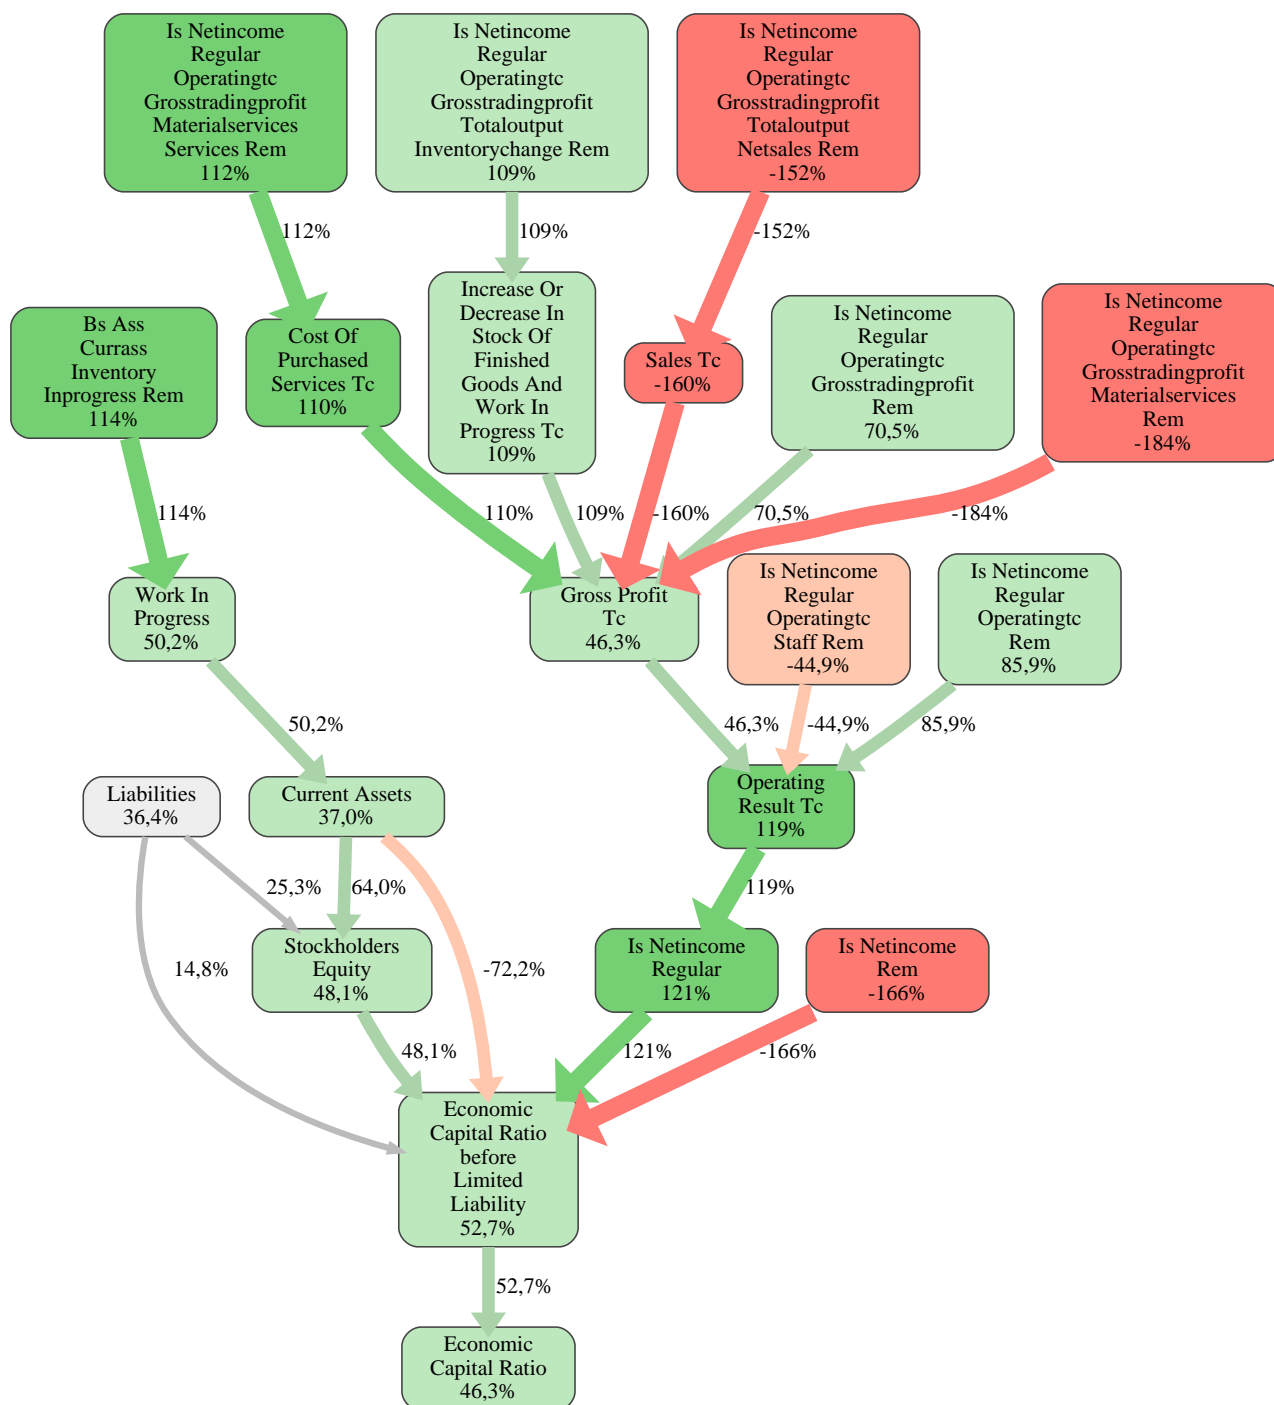 Is Netincome
Regular
Operatingtc
Grosstradingprofit
Materialservices
Services Rem
112%
Is Netincome
Regular
Operatingtc
Grosstradingprofit
Totaloutput
Inventorychange Rem
109%
Is Netincome
Regular
Operatingtc
Grosstradingprofit
Totaloutput
Netsales Rem
-152%
112%
109%
-152%
Bs Ass
Currass
Inventory
Inprogress Rem
114%
Cost Of
Purchased
Services Tc
110%
Increase Or
Decrease In
Stock Of
Finished
Goods And
Work In
Progress Tc
109%
Sales Tc
-160%
Is Netincome
Regular
Operatingtc
Grosstradingprofit
Rem
70,5%
Is Netincome
Regular
Operatingtc
Grosstradingprofit
Materialservices
Rem
-184%
114%
110%
109%
-160%
70,5%
-184%
Work In
Progress
50,2%
Gross Profit
Tc
46,3%
Is Netincome
Regular
Operatingtc
Staff Rem
-44,9%
Is Netincome
Regular
Operatingtc
Rem
85,9%
50,2%
46,3%
-44,9%
85,9%
Liabilities
36,4%
Current Assets
37,0%
Operating
Result Tc
119%
25,3%
64,0%
119%
14,8%
Stockholders
Equity
48,1%
-72,2%
Is Netincome
Regular
121%
Is Netincome
Rem
-166%
48,1%
121%
-166%
Economic
Capital Ratio
before
Limited
Liability
52,7%
52,7%
Economic
Capital Ratio
46,3%